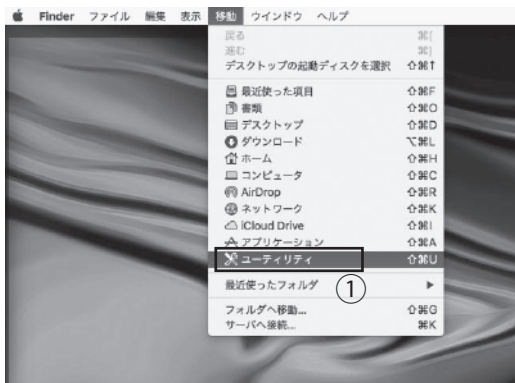 Finder ファイル 編集 表示 移動 ウインドウ ヘルプ
戻る ⌘[
進む ⌘]
デスクトップの起動ディスクを選択 ⇧⌘↑
最近使った項目 ⇧⌘F
書類 ⇧⌘O
デスクトップ ⇧⌘D
ダウンロード ⌥⌘L
ホーム ⇧⌘H
コンピュータ ⇧⌘C
AirDrop ⇧⌘R
ネットワーク ⇧⌘K
iCloud Drive ⇧⌘I
アプリケーション ⇧⌘A
ユーティリティ ⇧⌘U
最近使ったフォルダ ▶
①
フォルダへ移動... ⇧⌘G
サーバへ接続... ⌘K